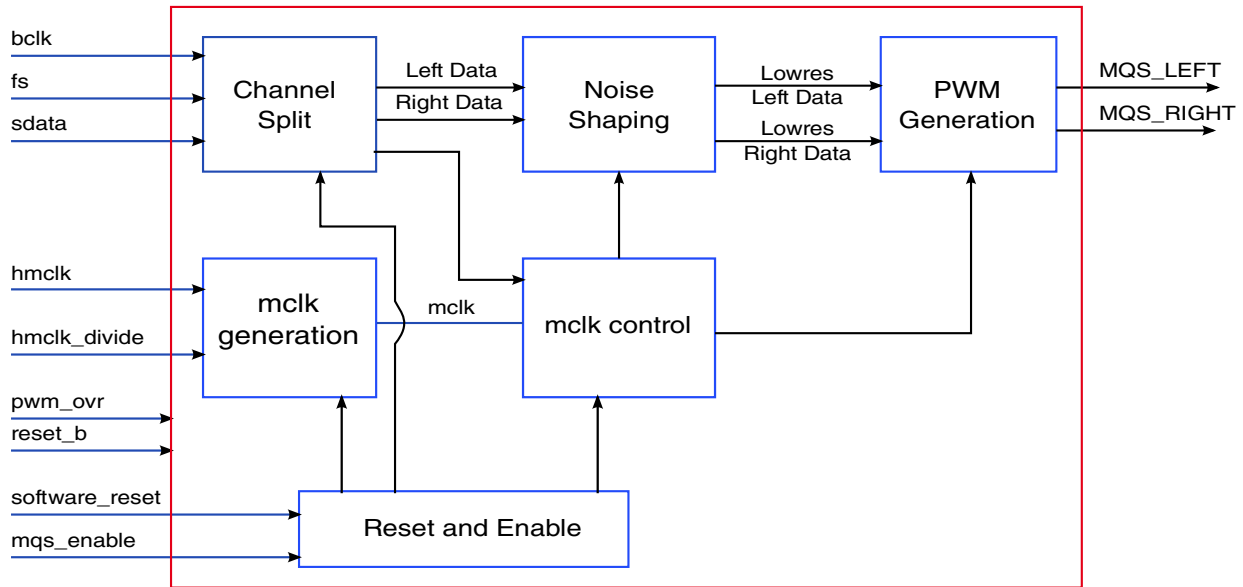 bclk
fs
sdata
Channel
Split
Left Data
Right Data
Noise
Shaping
Lowres
Left Data
Lowres
Right Data
PWM
Generation
MQS_LEFT
MQS_RIGHT
hmclk
hmclk_divide
mclk
generation
mclk
mclk control
pwm_ovr
reset_b
software_reset
mqs_enable
Reset and Enable